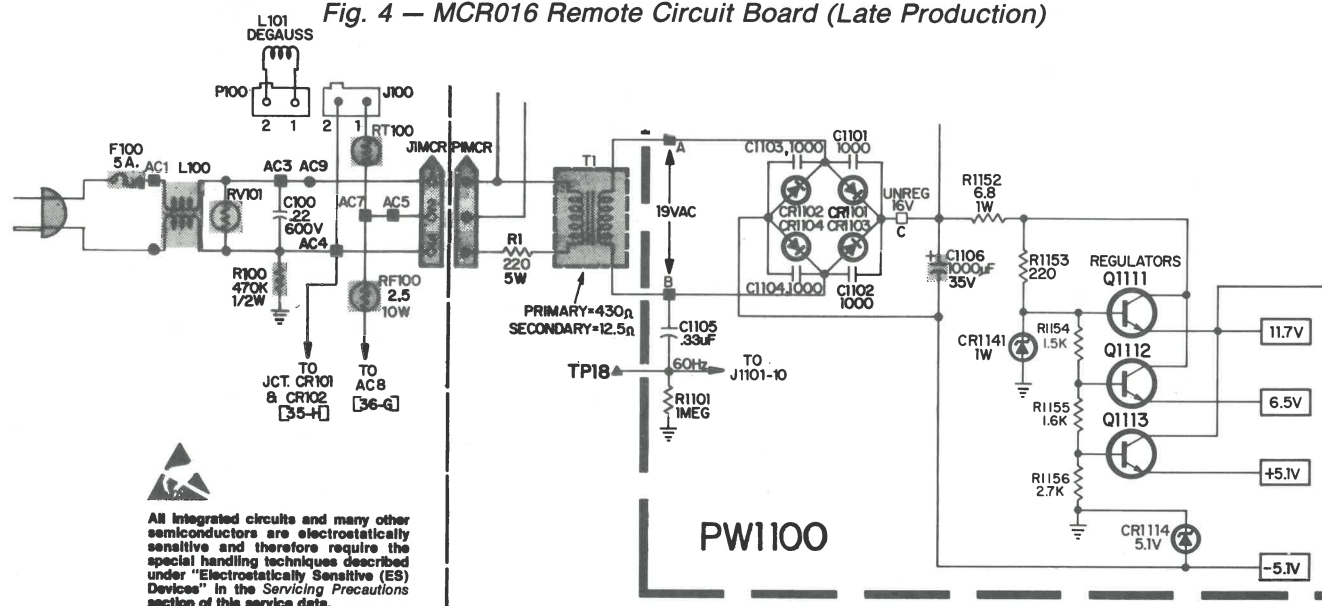 Fig. 4 — MCR016 Remote Circuit Board (Late Production)
L101
DEGAUSS
P100
2 1
J100
2 1
RT100
F100
5 A.
AC1
L100
RV101
AC3 AC9
C100
.22
600V
AC4
AC7 AC5
J1MCR
P1MCR
R100
470K
1/2W
RF100
2.5
10W
TO
JCT. CR101
& CR102
[35-H]
TO
AC8
[36-G]
R1
220
5W
T1
PRIMARY=430Ω
SECONDARY=12.5Ω
A
19VAC
B
C1105
.33uF
TP18
60Hz
TO
J1101-10
R1101
1MEG
C1103,1000
C1101
1000
CR1102
CR1101
CR1104
CR1103
C1104,1000
C1102
1000
UNREG
16V
C
C1106
1000µF
35V
R1152
6.8
1W
R1153
220
CR1141
1W
REGULATORS
Q1111
R1154
1.5K
Q1112
R1155
1.6K
Q1113
R1156
2.7K
CR1114
5.1V
11.7V
6.5V
+5.1V
-5.1V
PW1100
All integrated circuits and many other
semiconductors are electrostatically
sensitive and therefore require the
special handling techniques described
under "Electrostatically Sensitive (ES)
Devices" in the Servicing Precautions
section of this service data.